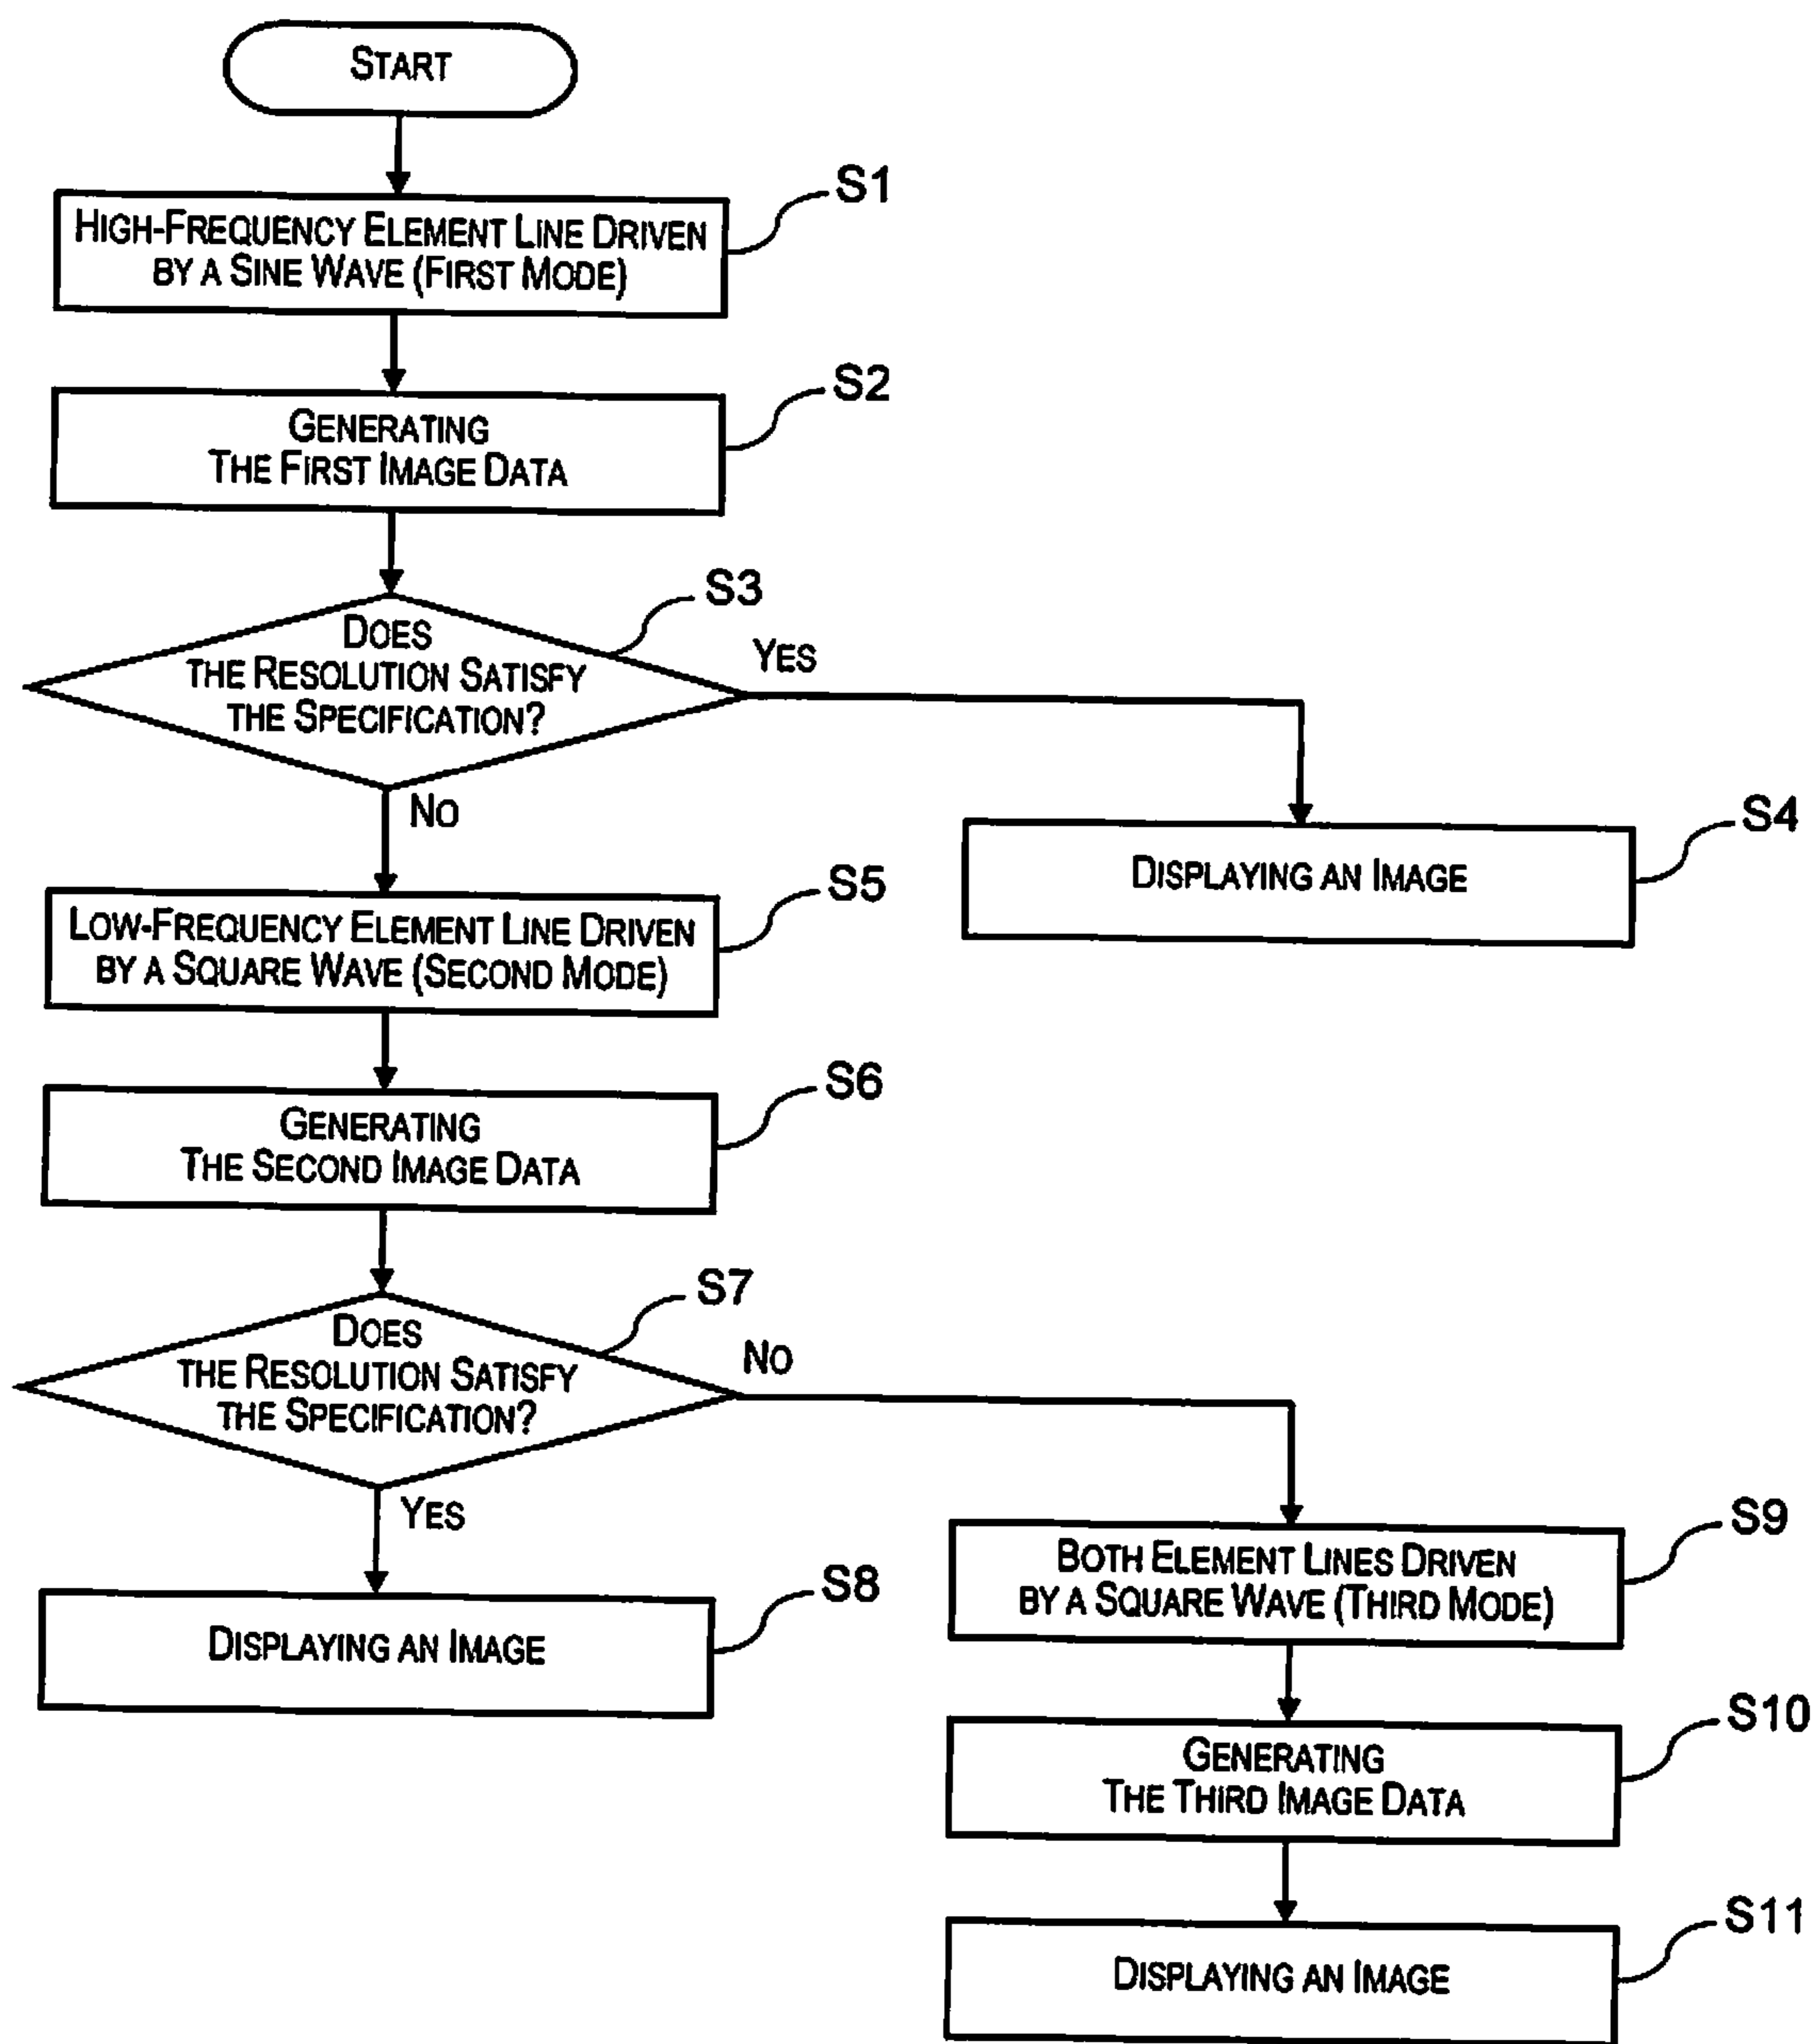 START
S1
HIGH-FREQUENCY ELEMENT LINE DRIVEN
BY A SINE WAVE (FIRST MODE)
S2
GENERATING
THE FIRST IMAGE DATA
S3
DOES
THE RESOLUTION SATISFY
THE SPECIFICATION?
YES
NO
S4
DISPLAYING AN IMAGE
S5
LOW-FREQUENCY ELEMENT LINE DRIVEN
BY A SQUARE WAVE (SECOND MODE)
S6
GENERATING
THE SECOND IMAGE DATA
S7
DOES
THE RESOLUTION SATISFY
THE SPECIFICATION?
NO
YES
S8
DISPLAYING AN IMAGE
S9
BOTH ELEMENT LINES DRIVEN
BY A SQUARE WAVE (THIRD MODE)
S10
GENERATING
THE THIRD IMAGE DATA
S11
DISPLAYING AN IMAGE